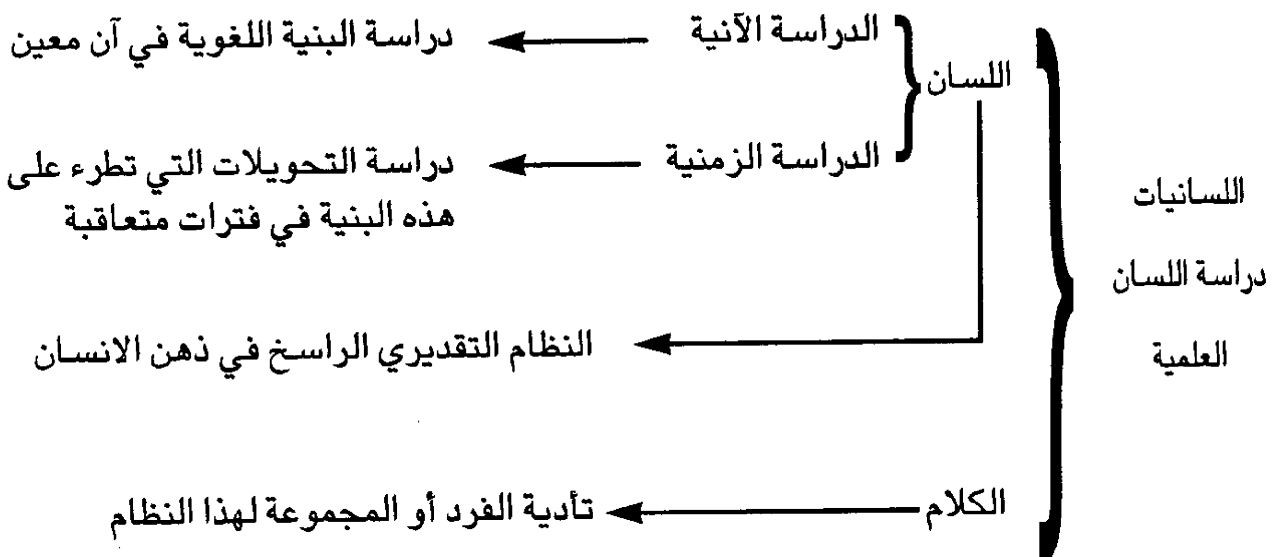 اللسانيات
دراسة اللسان
العلمية
اللسان
الدراسة الآنية
دراسة البنية اللغوية في آن معين
الدراسة الزمنية
دراسة التحويلات التي تطرء على
هذه البنية في فترات متعاقبة
النظام التقديري الراسخ في ذهن الانسان
الكلام
تأدية الفرد أو المجموعة لهذا النظام